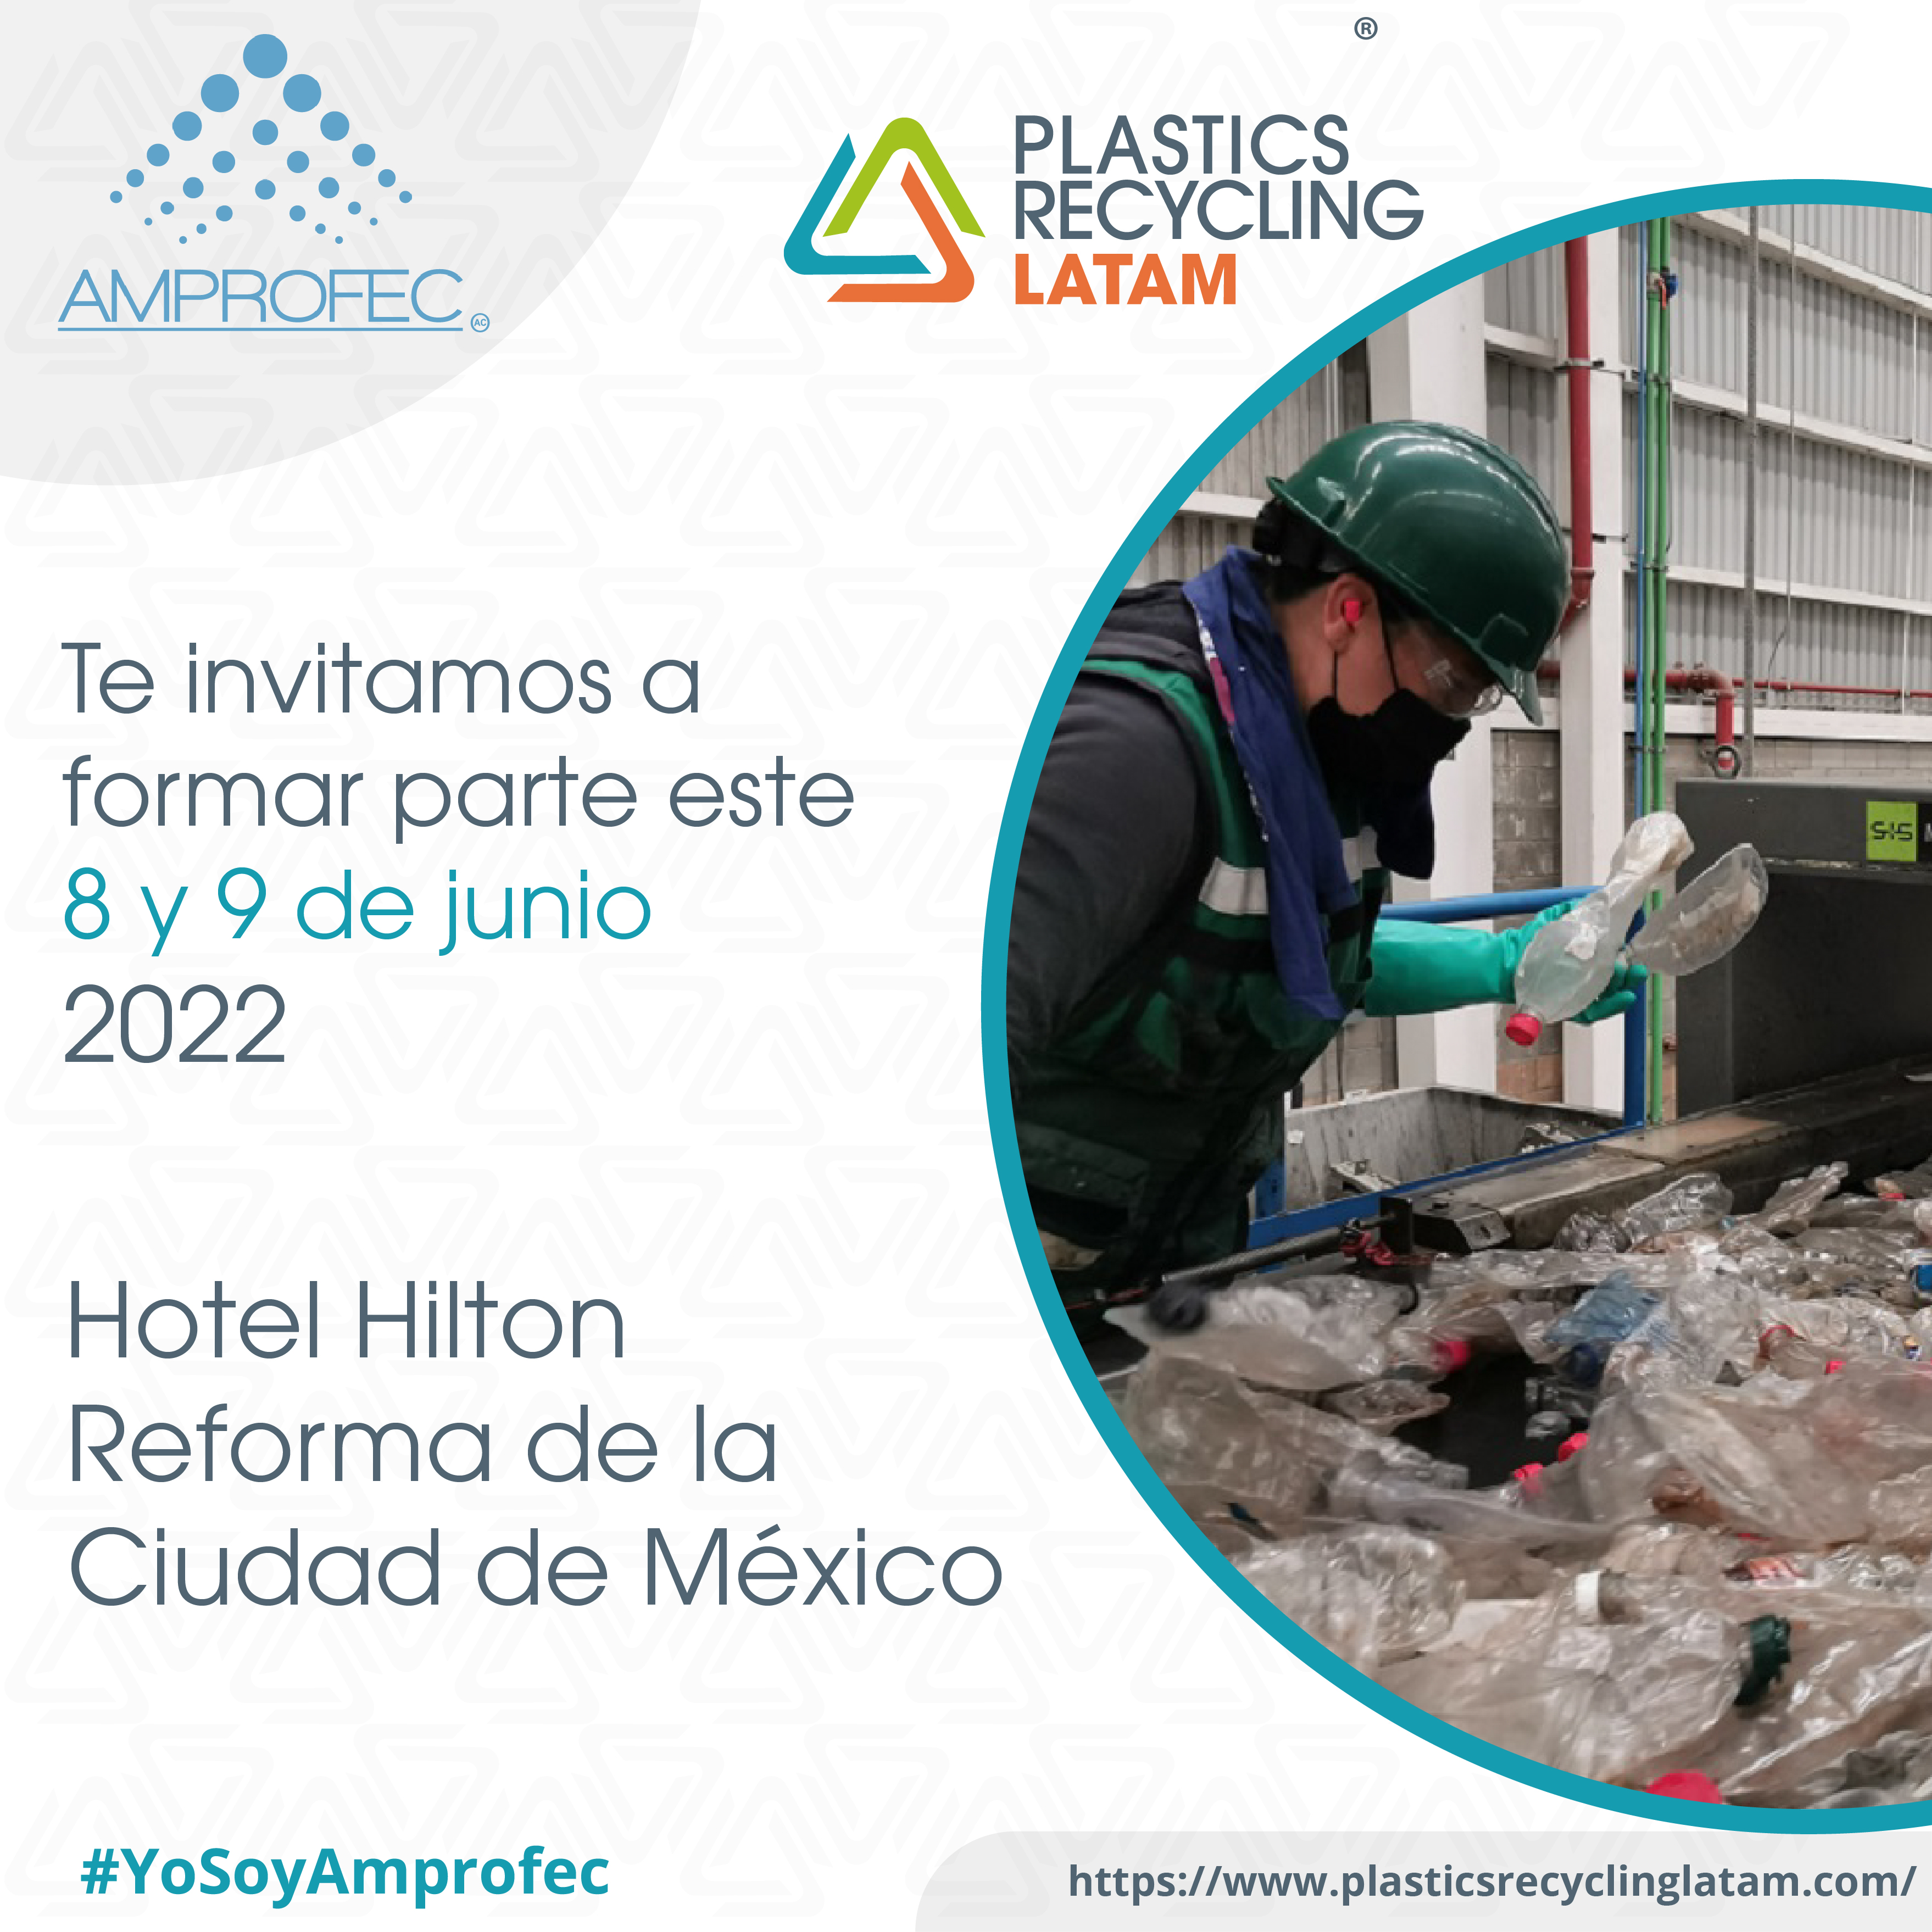 AMPROFEC AC
®
PLASTICS
RECYCLING
LATAM
Te invitamos a
formar parte este
8 y 9 de junio
2022
Hotel Hilton
Reforma de la
Ciudad de México
S+S
#YoSoyAmprofec
https://www.plasticsrecyclinglatam.com/